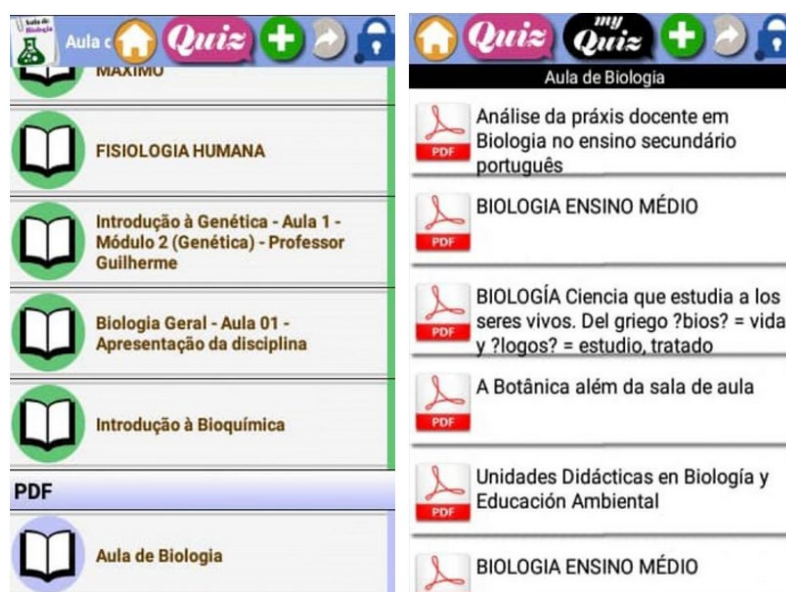 Sala de
Biologia
Aula d
Quiz
MÁXIMO
FISIOLOGIA HUMANA
Introdução à Genética - Aula 1 -
Módulo 2 (Genética) - Professor
Guilherme
Biologia Geral - Aula 01 -
Apresentação da disciplina
Introdução à Bioquímica
PDF
Aula de Biologia
Quiz
my
Quiz
Aula de Biologia
Análise da práxis docente em
Biologia no ensino secundário
português
PDF
BIOLOGIA ENSINO MÉDIO
PDF
BIOLOGÍA Ciencia que estudia a los
seres vivos. Del griego ?bios? = vida
y ?logos? = estudio, tratado
PDF
A Botânica além da sala de aula
PDF
Unidades Didácticas en Biología y
Educación Ambiental
PDF
BIOLOGIA ENSINO MÉDIO